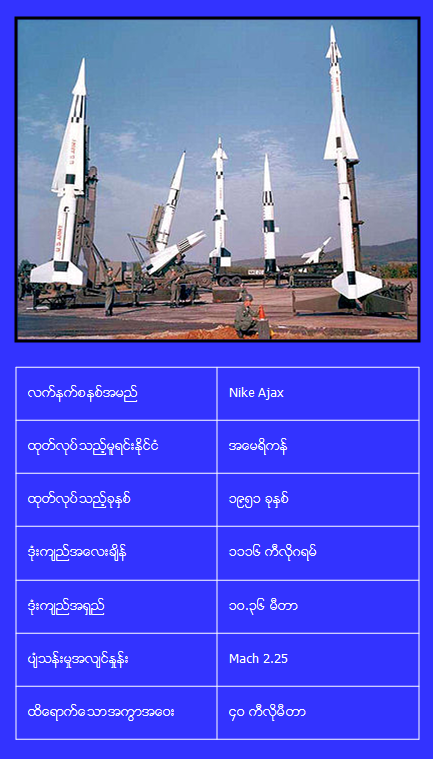 U.S. ARMY
U.S. ARMY
လက်နက်စနစ်အမည် Nike Ajax
ထုတ်လုပ်သည့်မူရင်းနိုင်ငံ အမေရိကန်
ထုတ်လုပ်သည့်ခုနှစ် ၁၉၅၁ ခုနှစ်
ဒုံးကျည်အလေးချိန် ၁၁၁၆ ကီလိုဂရမ်
ဒုံးကျည်အရှည် ၁၀.၃၆ မီတာ
ပျံသန်းမှုအလျင်နှုန်း Mach 2.25
ထိရောက်သောအကွာအဝေး ၄၀ ကီလိုမီတာ